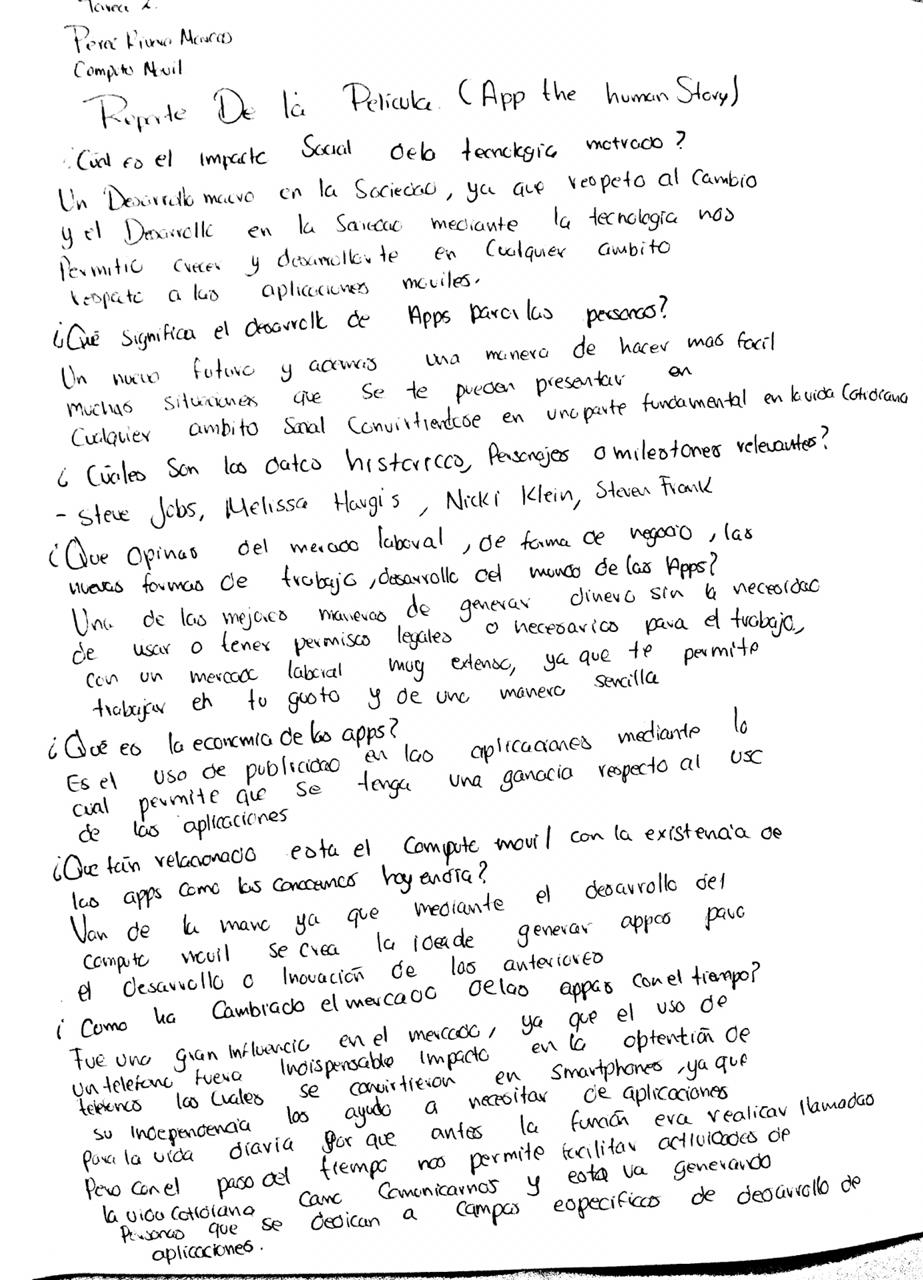 Tarea 2.
Marcos
Computo Movil
Reporte De la Pelicula (App the human Story)
¿Cual es el impacto Social dela tecnologia mostrado?
Un Desarrollo nuevo en la Sociedad, ya que respeto al Cambio
y el Desarrollo en la Sociedad mediante la tecnologia nos
Permitio crecer y desarrollarte en Cualquier ambito
respeto a las aplicaciones moviles.
¿Qué significa el desarrollo de Apps para las personas?
Un nuevo futuro y además una manera de hacer mas facil
muchas situaciones que se te pueden presentar en
Cualquier ambito Social Convirtiendose en una parte fundamental en la vida Cotidiana
¿ Cuáles Son los datos historicos, Personajes o milestones relevantes?
- Steve Jobs, Melissa Hargis, Nicki Klein, Steven Frank
¿Que Opinas del mercado laboral, de forma de negocio, las
nuevas formas de trabajo, desarrollo del mundo de las Apps?
Una de las mejores maneras de generar dinero sin la necesidad
de usar o tener permisos legales o necesarios para el trabajo,
con un mercado laboral muy extenso, ya que te permite
trabajar en tu gusto y de una manera sencilla
¿Qué es la economia de las apps?
Es el uso de publicidad en las aplicaciones mediante lo
cual permite que se tenga una ganacia respecto al uso
de las aplicaciones
¿Que tan relacionado esta el Computo movil con la existencia de
las apps como las conocemos hoy endia?
Van de la mano ya que mediante el desarrollo del
computo movil se crea la ideade generar appas para
el desarrollo o Inovación de las anteriores
¿ Como ha Cambiado el mercado delas appas con el tiempo?
Fue una gran Influencia en el mercado, ya que el uso de
un telefono fuera Indispensable Impacto en la obtentión de
telefonos los cuales se convirtieron en Smartphones, ya que
su Independencia los ayudo a necesitar de aplicaciones
Para la vida diaria por que antes la función era realizar llamadas
Pero con el paso del tiempo nos permite facilitar actividades de
la vida Cotidiana como Comunicarnos y esta va generando
Personas que se dedican a campos especificos de desarrollo de
aplicaciones.